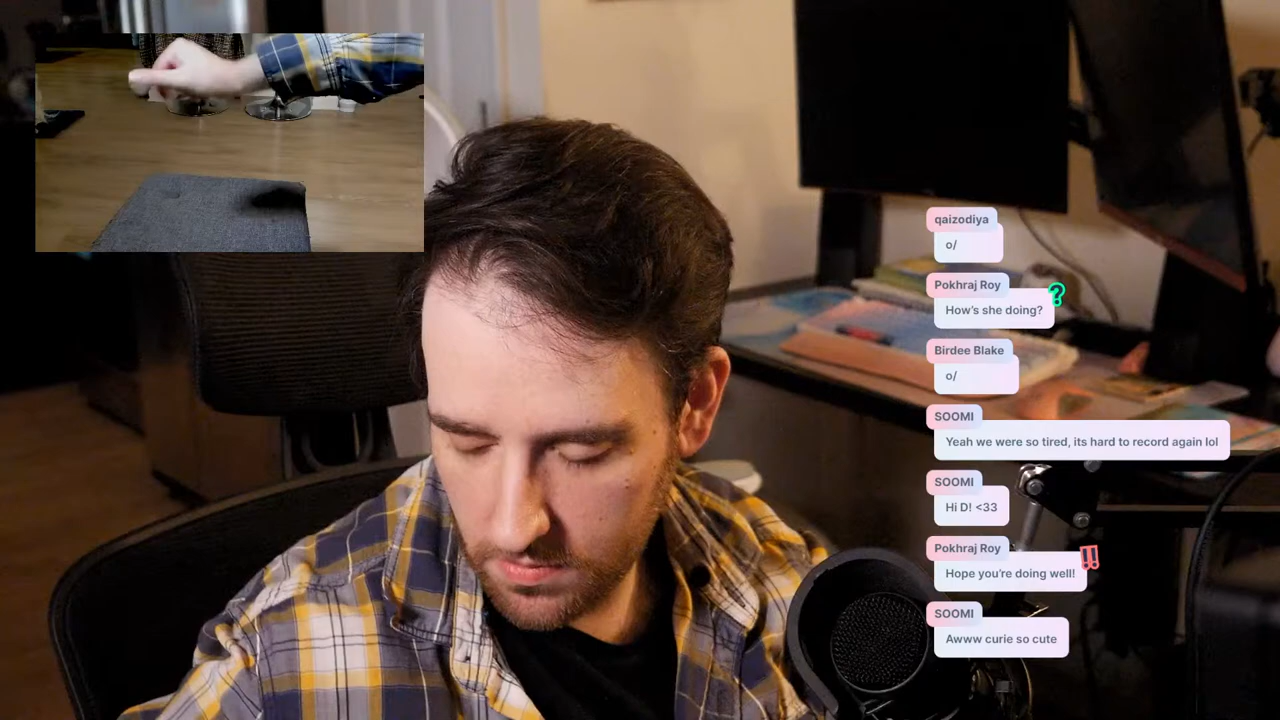 qaizodiya
o/
Pokhraj Roy
How's she doing?
Birdee Blake
o/
SOOMI
Yeah we were so tired, its hard to record again lol
SOOMI
Hi D! <33
Pokhraj Roy
Hope you're doing well!
SOOMI
Awww curie so cute